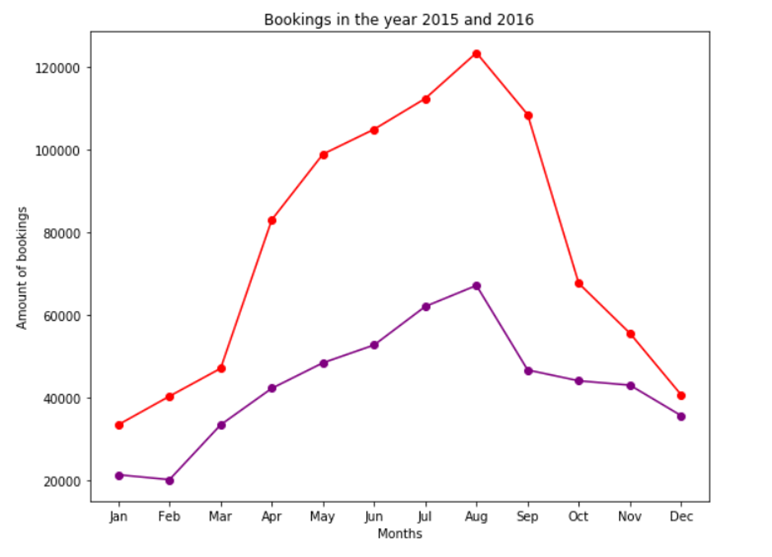 Bookings in the year 2015 and 2016
120000
100000
80000
60000
40000
20000
Amount of bookings
Jan Feb Mar Apr May Jun Jul Aug Sep Oct Nov Dec
Months